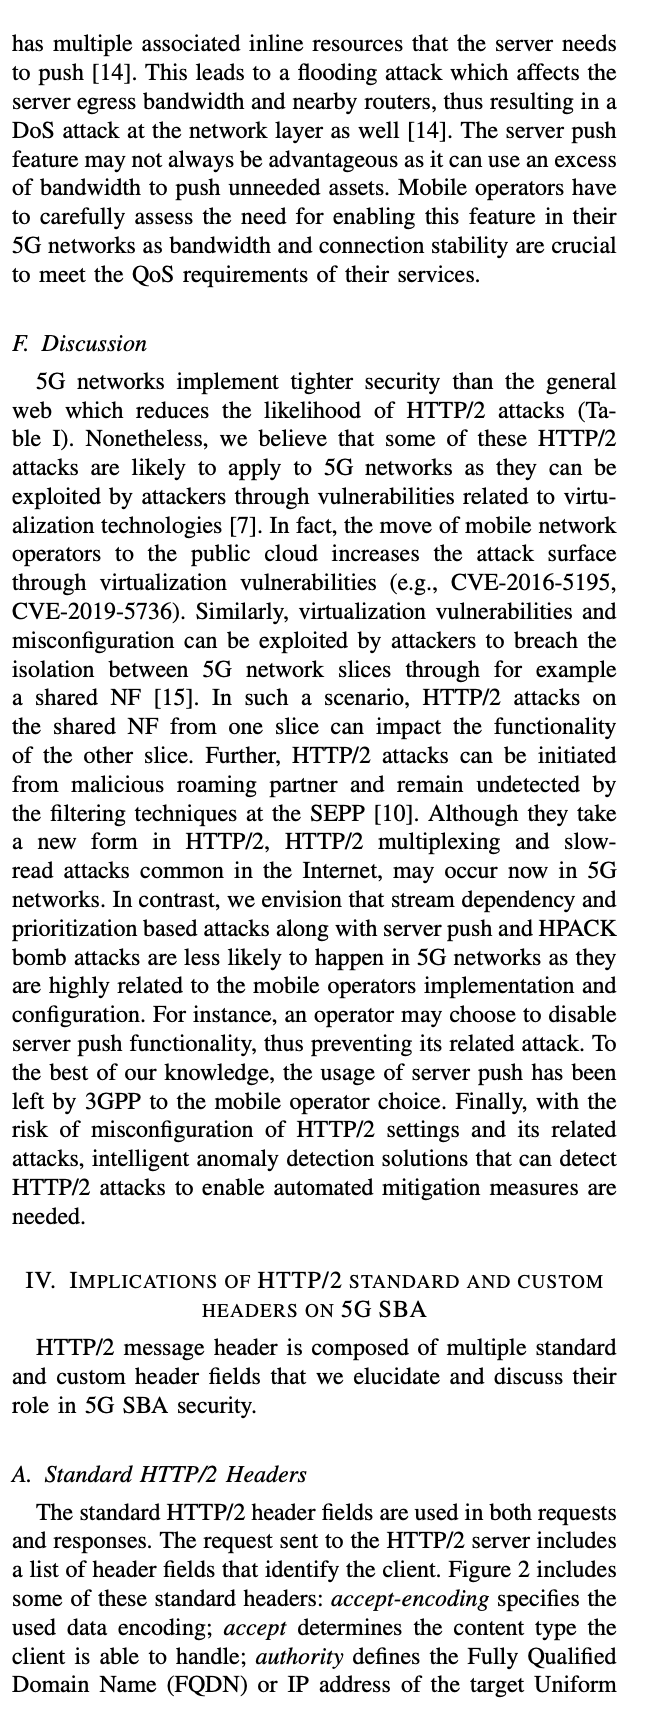 has multiple associated inline resources that the server needs
to push [14]. This leads to a flooding attack which affects the
server egress bandwidth and nearby routers, thus resulting in a
DoS attack at the network layer as well [14]. The server push
feature may not always be advantageous as it can use an excess
of bandwidth to push unneeded assets. Mobile operators have
to carefully assess the need for enabling this feature in their
5G networks as bandwidth and connection stability are crucial
to meet the QoS requirements of their services.
F. Discussion
5G networks implement tighter security than the general
web which reduces the likelihood of HTTP/2 attacks (Ta-
ble I). Nonetheless, we believe that some of these HTTP/2
attacks are likely to apply to 5G networks as they can be
exploited by attackers through vulnerabilities related to virtu-
alization technologies [7]. In fact, the move of mobile network
operators to the public cloud increases the attack surface
through virtualization vulnerabilities (e.g., CVE-2016-5195,
CVE-2019-5736). Similarly, virtualization vulnerabilities and
misconfiguration can be exploited by attackers to breach the
isolation between 5G network slices through for example
a shared NF [15]. In such a scenario, HTTP/2 attacks on
the shared NF from one slice can impact the functionality
of the other slice. Further, HTTP/2 attacks can be initiated
from malicious roaming partner and remain undetected by
the filtering techniques at the SEPP [10]. Although they take
a new form in HTTP/2, HTTP/2 multiplexing and slow-
read attacks common in the Internet, may occur now in 5G
networks. In contrast, we envision that stream dependency and
prioritization based attacks along with server push and HPACK
bomb attacks are less likely to happen in 5G networks as they
are highly related to the mobile operators implementation and
configuration. For instance, an operator may choose to disable
server push functionality, thus preventing its related attack. To
the best of our knowledge, the usage of server push has been
left by 3GPP to the mobile operator choice. Finally, with the
risk of misconfiguration of HTTP/2 settings and its related
attacks, intelligent anomaly detection solutions that can detect
HTTP/2 attacks to enable automated mitigation measures are
needed.
IV. IMPLICATIONS OF HTTP/2 STANDARD AND CUSTOM
HEADERS ON 5G SBA
HTTP/2 message header is composed of multiple standard
and custom header fields that we elucidate and discuss their
role in 5G SBA security.
A. Standard HTTP/2 Headers
The standard HTTP/2 header fields are used in both requests
and responses. The request sent to the HTTP/2 server includes
a list of header fields that identify the client. Figure 2 includes
some of these standard headers: accept-encoding specifies the
used data encoding; accept determines the content type the
client is able to handle; authority defines the Fully Qualified
Domain Name (FQDN) or IP address of the target Uniform